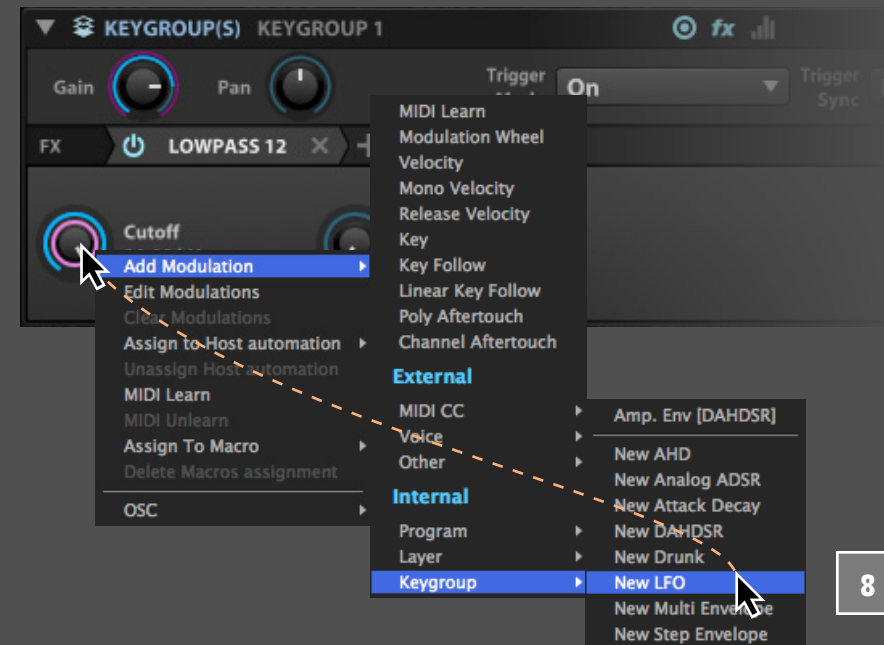 KEYGROUP(S) KEYGROUP 1 fx
Gain Pan Trigger On Trigger
Sync
FX LOWPASS 12
Cutoff
Add Modulation
Edit Modulations
Clear Modulations
Assign to Host automation
Unassign Host automation
MIDI Learn
MIDI Unlearn
Assign To Macro
Delete Macros assignment
OSC
MIDI Learn
Modulation Wheel
Velocity
Mono Velocity
Release Velocity
Key
Key Follow
Linear Key Follow
Poly Aftertouch
Channel Aftertouch
External
MIDI CC
Voice
Other
Internal
Program
Layer
Keygroup
Amp. Env [DAHDSR]
New AHD
New Analog ADSR
New Attack Decay
New DAHDSR
New Drunk
New LFO
New Multi Envelope
New Step Envelope
8